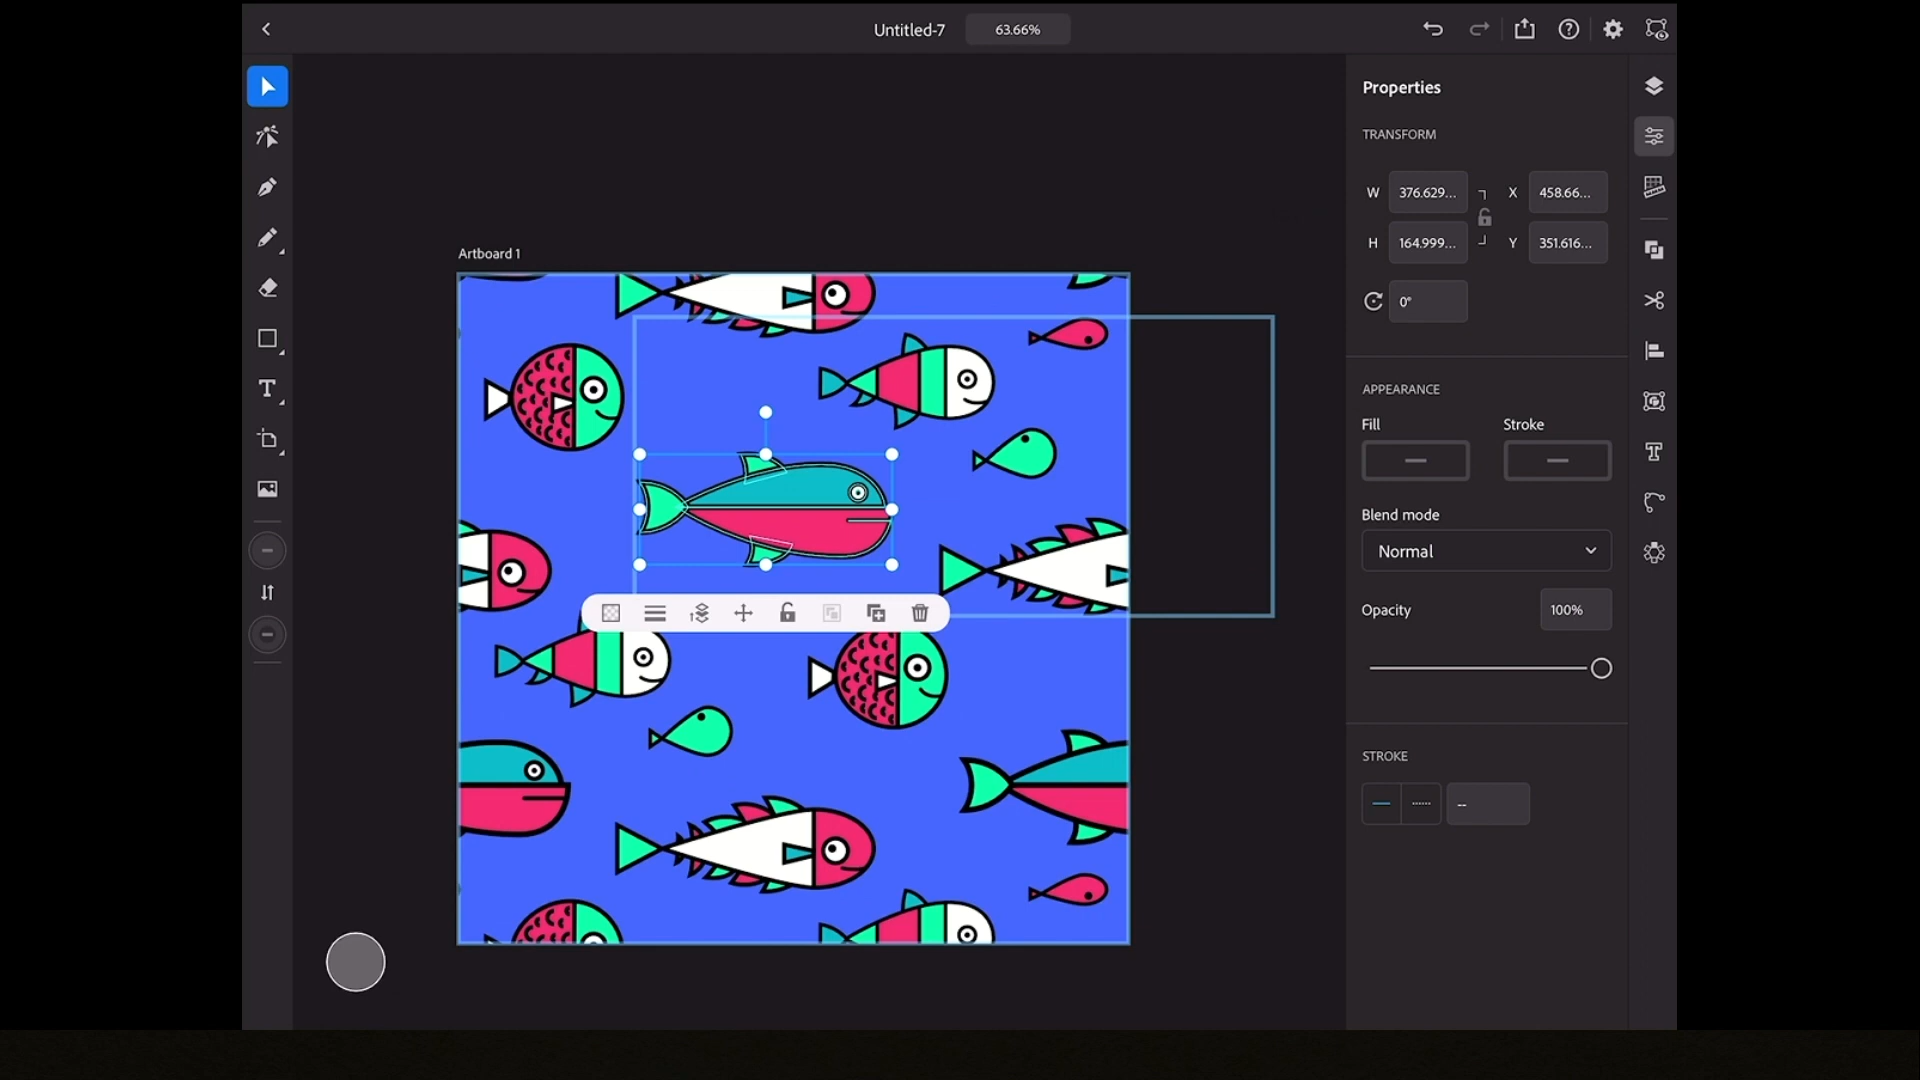 Untitled-7
63.66%
Properties
TRANSFORM
W 376.629... X 458.66...
H 164.999... Y 351.616...
0°
Artboard 1
APPEARANCE
Fill Stroke
Blend mode
Normal
Opacity 100%
STROKE
--